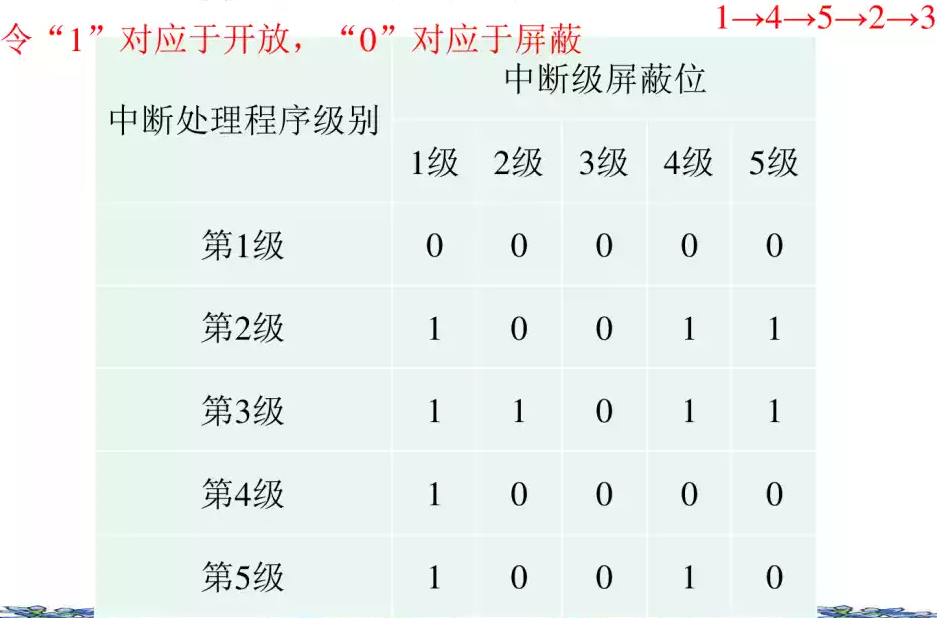 1→4→5→2→3
令“1”对应于开放，“0”对应于屏蔽
中断处理程序级别 中断级屏蔽位
1级 2级 3级 4级 5级
第1级 0 0 0 0 0
第2级 1 0 0 1 1
第3级 1 1 0 1 1
第4级 1 0 0 0 0
第5级 1 0 0 1 0